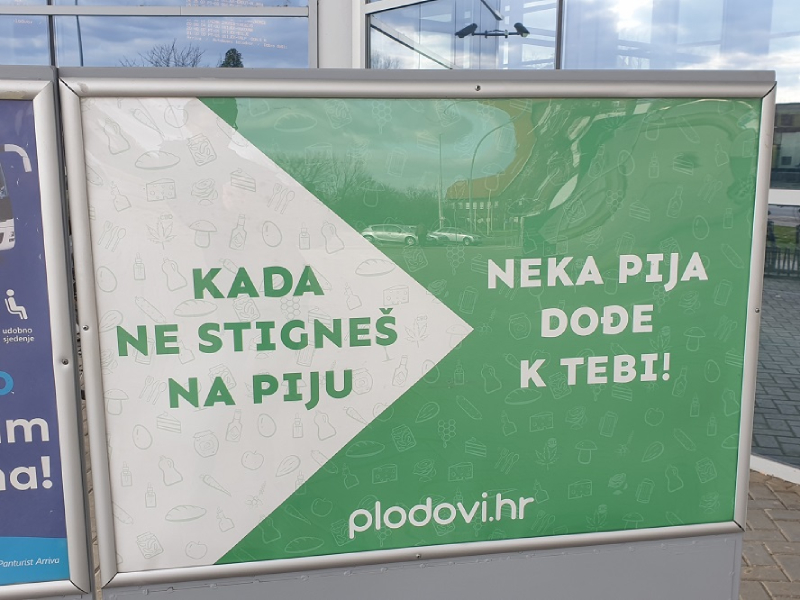 KADA
NE STIGNEŠ
NA PIJU
NEKA PIJA
DOĐE
K TEBI!
plodovi.hr
udobno
sjedenje
na!
Panturist Arriva